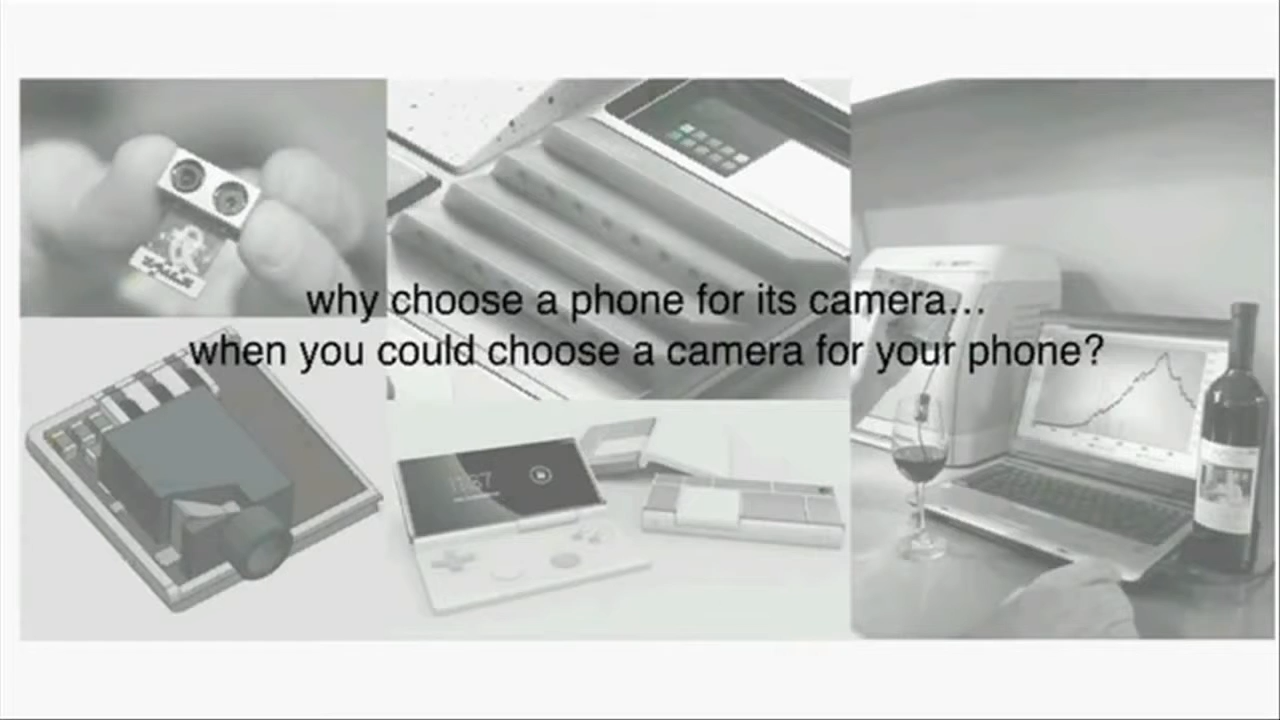 why choose a phone for its camera…
when you could choose a camera for your phone?